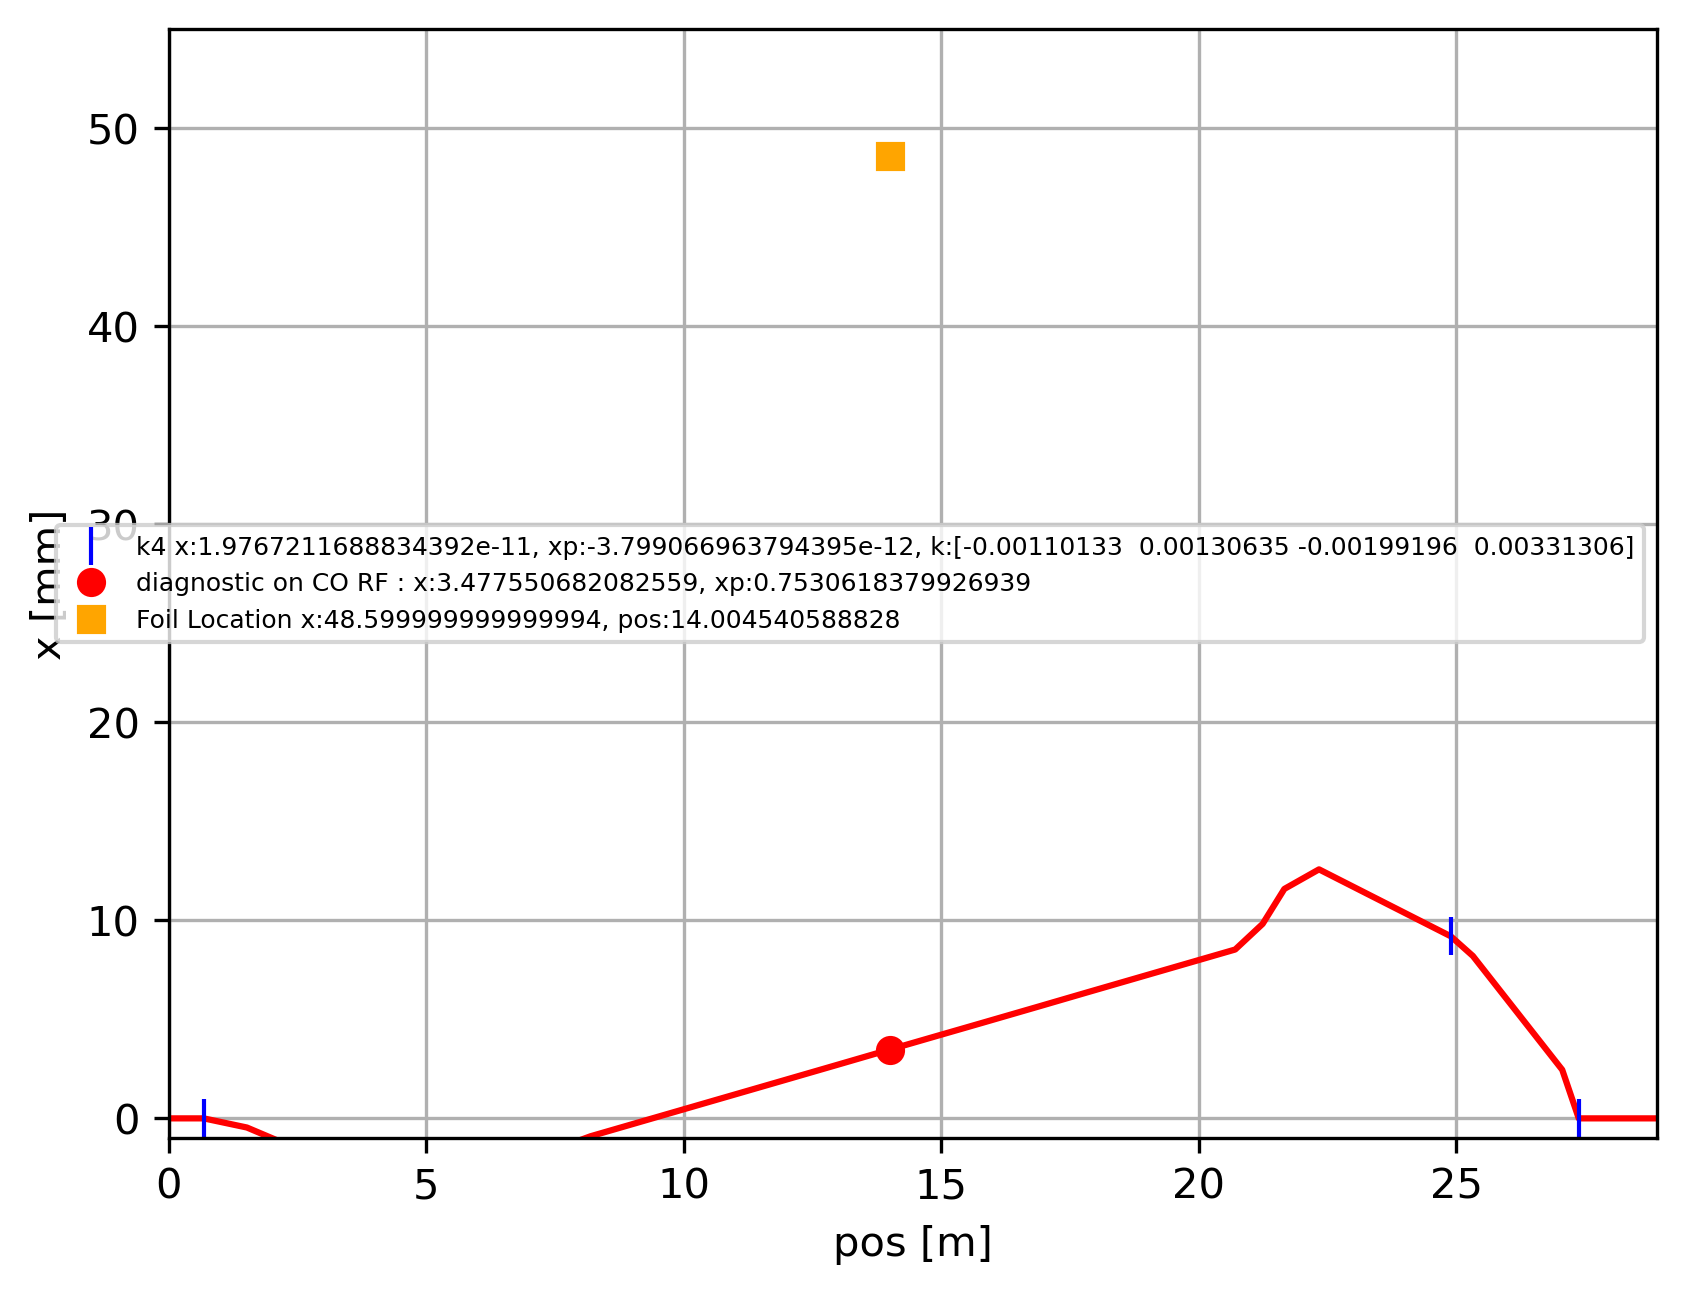 50
40
30
20
10
0
x [mm]
k4 x:1.9767211688834392e-11, xp:-3.799066963794395e-12, k:[-0.00110133  0.00130635 -0.00199196  0.00331306]
diagnostic on CO RF : x:3.477550682082559, xp:0.7530618379926939
Foil Location x:48.599999999999994, pos:14.004540588828
0 5 10 15 20 25
pos [m]